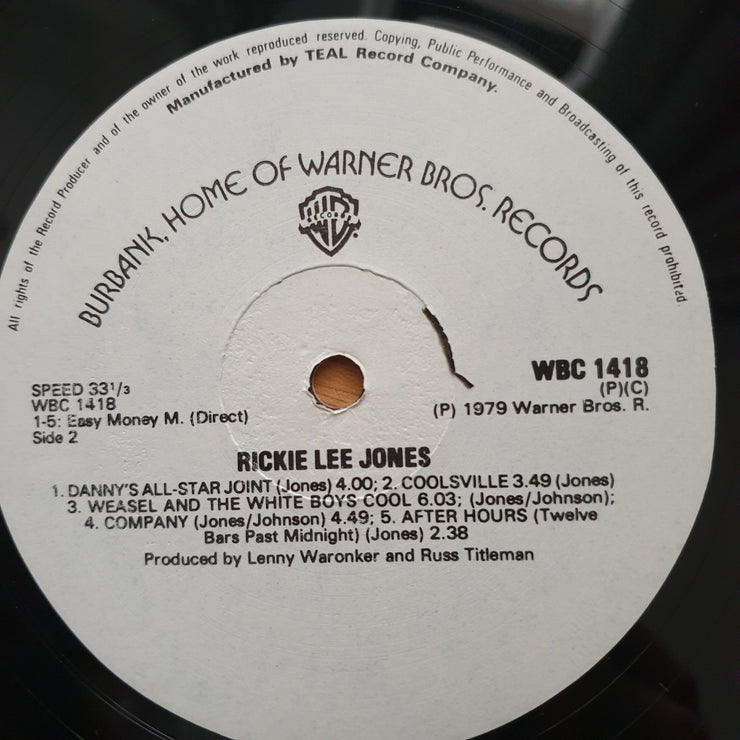 All rights of the Record Producer and of the owner of the work reproduced reserved. Copying, Public Performance and Broadcasting of this record prohibited.
Manufactured by TEAL Record Company.
BURBANK, HOME OF WARNER BROS. RECORDS
RECORDS
WBC 1418
(P)(C)
(P) 1979 Warner Bros. R.
SPEED 33 1/3
WBC 1418
1-5: Easy Money M. (Direct)
Side 2
RICKIE LEE JONES
1. DANNY'S ALL-STAR JOINT (Jones) 4.00; 2. COOLSVILLE 3.49 (Jones)
3. WEASEL AND THE WHITE BOYS COOL 6.03; (Jones/Johnson);
4. COMPANY (Jones/Johnson) 4.49; 5. AFTER HOURS (Twelve
Bars Past Midnight) (Jones) 2.38
Produced by Lenny Waronker and Russ Titleman